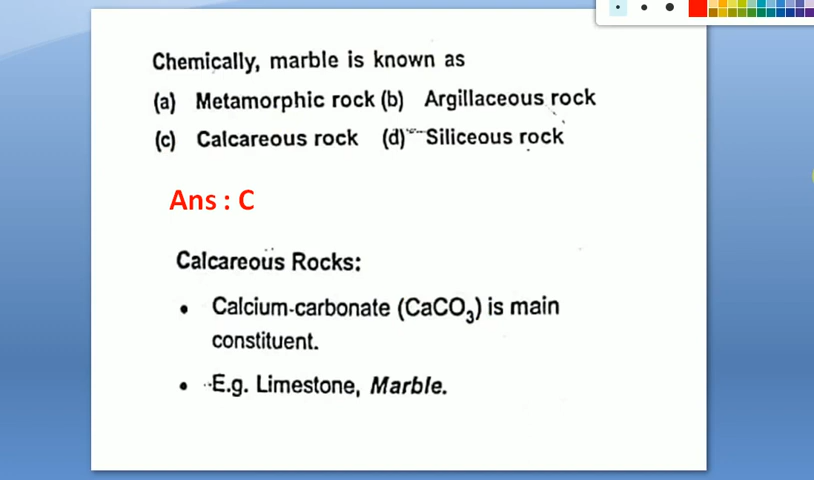 Chemically, marble is known as
(a) Metamorphic rock (b) Argillaceous rock
(c) Calcareous rock (d) Siliceous rock
Ans : C
Calcareous Rocks:
• Calcium-carbonate (CaCO₃) is main
constituent.
• E.g. Limestone, Marble.